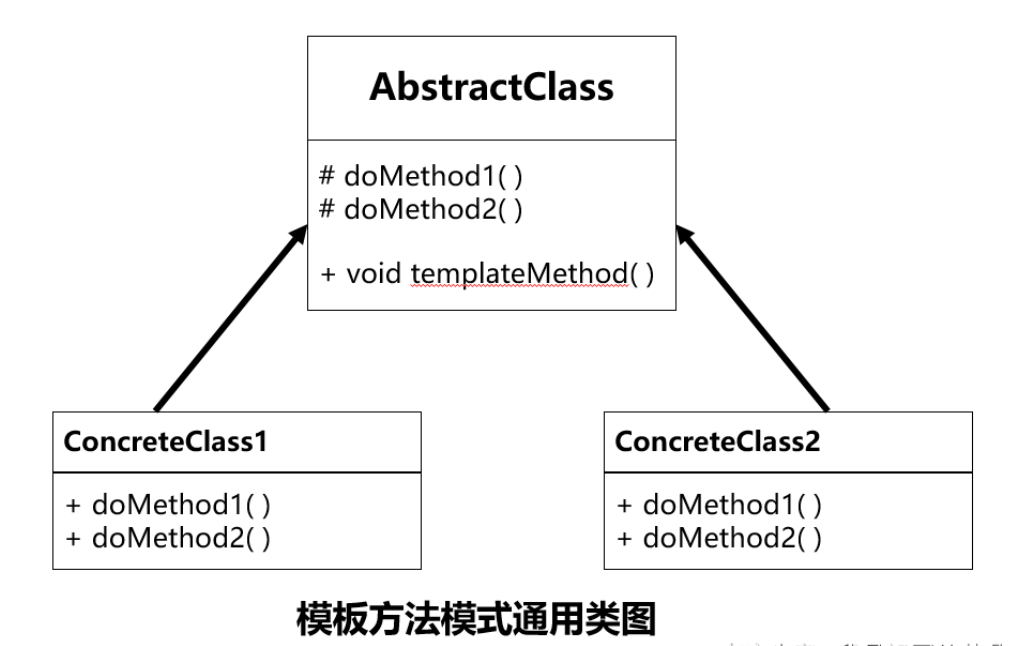 AbstractClass
# doMethod1( )
# doMethod2( )
+ void templateMethod( )
ConcreteClass1
+ doMethod1( )
+ doMethod2( )
ConcreteClass2
+ doMethod1( )
+ doMethod2( )
模板方法模式通用类图